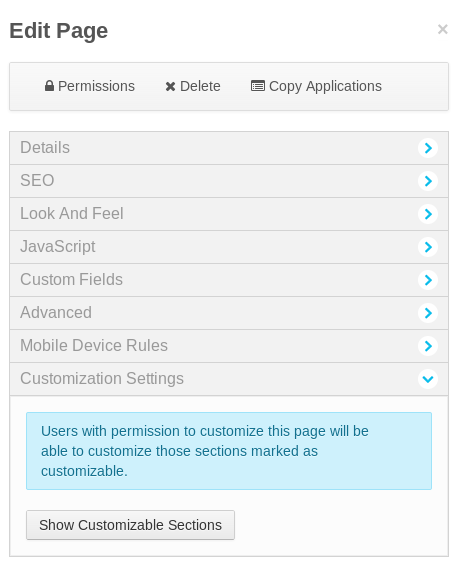 Edit Page
×
Permissions Delete Copy Applications
Details
SEO
Look And Feel
JavaScript
Custom Fields
Advanced
Mobile Device Rules
Customization Settings
Users with permission to customize this page will be
able to customize those sections marked as
customizable.
Show Customizable Sections